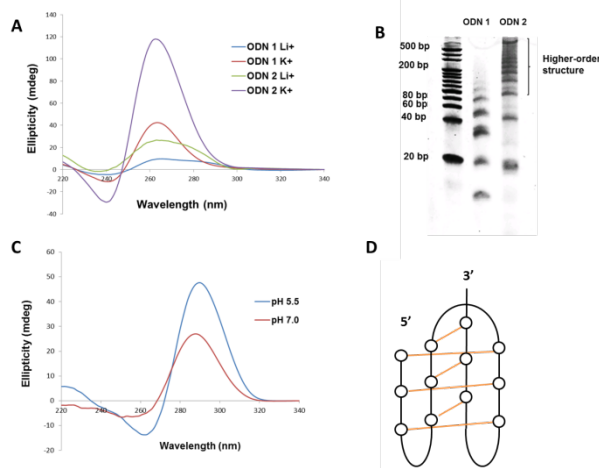 A
140
120
100
80
60
40
20
0
-20
-40
220
240
260
280
300
320
340
Ellipticity (mdeg)
Wavelength (nm)
ODN 1 Li+
ODN 1 K+
ODN 2 Li+
ODN 2 K+
B
ODN 1 ODN 2
500 bp
200 bp
80 bp
60 bp
40 bp
20 bp
Higher-order
structure
C
60
50
40
30
20
10
0
-10
-20
220
240
260
280
300
320
340
Ellipticity (mdeg)
Wavelength (nm)
pH 5.5
pH 7.0
D
3’
5’